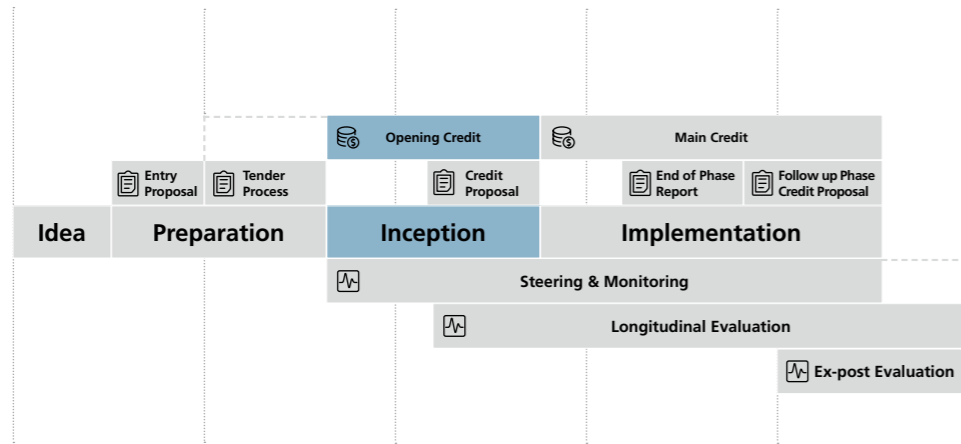 Opening Credit
Main Credit
Entry
Proposal
Tender
Process
Credit
Proposal
End of Phase
Report
Follow up Phase
Credit Proposal
Idea
Preparation
Inception
Implementation
Steering & Monitoring
Longitudinal Evaluation
Ex-post Evaluation